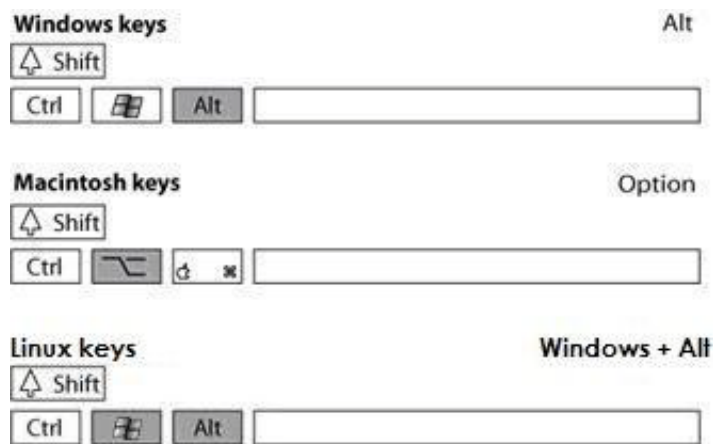 Windows keys Alt
Shift
Ctrl Alt
Macintosh keys Option
Shift
Ctrl ⌥ ⌘
Linux keys Windows + Alt
Shift
Ctrl Alt